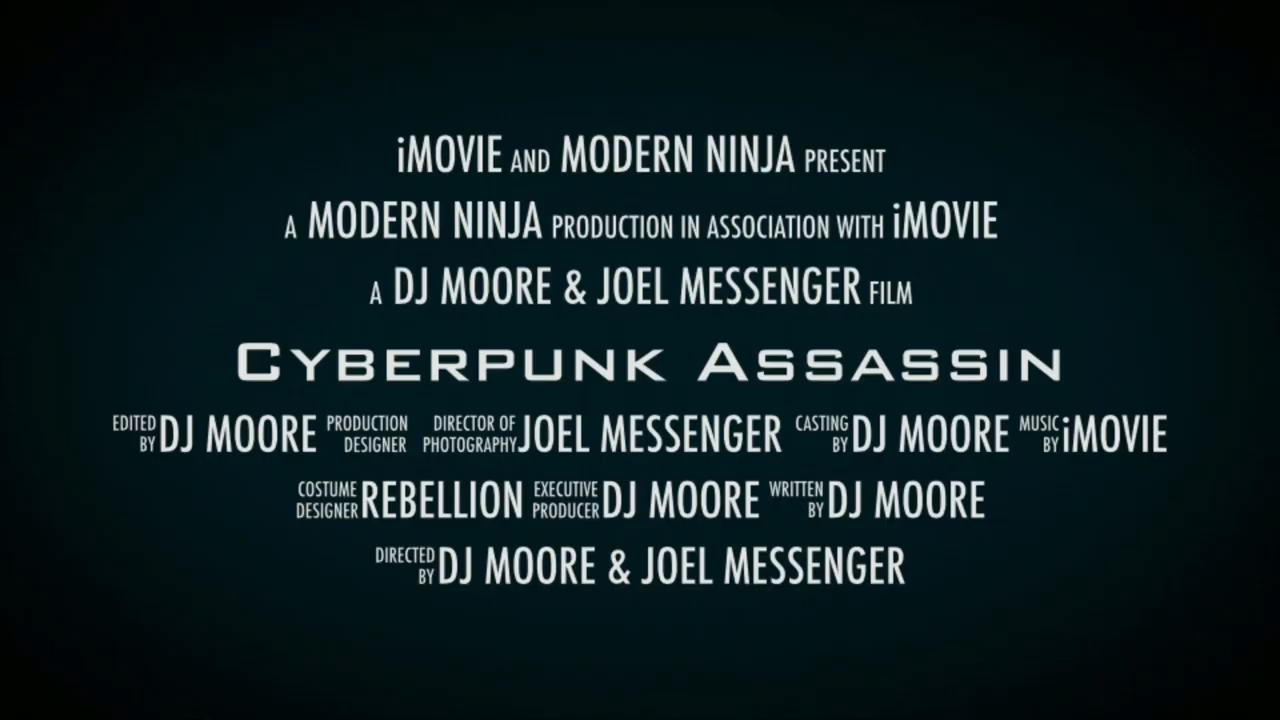 iMOVIE AND MODERN NINJA PRESENT
A MODERN NINJA PRODUCTION IN ASSOCIATION WITH iMOVIE
A DJ MOORE & JOEL MESSENGER FILM
CYBERPUNK ASSASSIN
EDITED BY DJ MOORE PRODUCTION DESIGNER DIRECTOR OF PHOTOGRAPHY JOEL MESSENGER CASTING BY DJ MOORE MUSIC BY iMOVIE
COSTUME DESIGNER REBELLION EXECUTIVE PRODUCER DJ MOORE WRITTEN BY DJ MOORE
DIRECTED BY DJ MOORE & JOEL MESSENGER